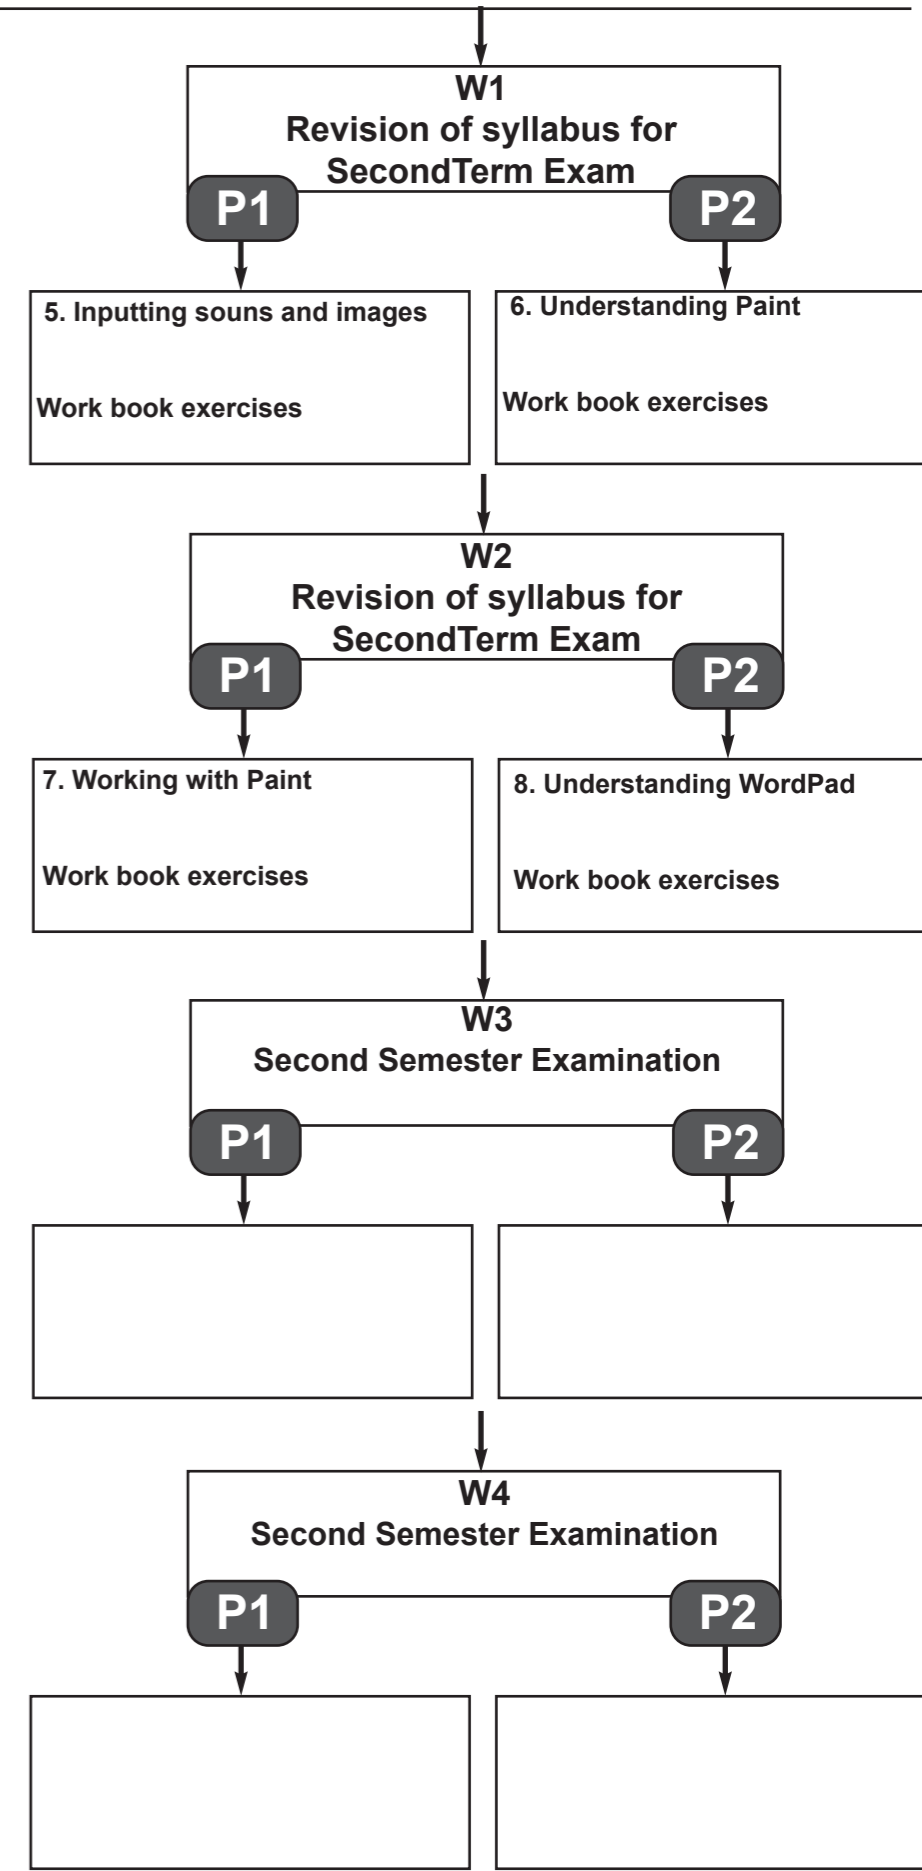 W1
Revision of syllabus for
SecondTerm Exam
P1
P2
5. Inputting souns and images
Work book exercises
6. Understanding Paint
Work book exercises
W2
Revision of syllabus for
SecondTerm Exam
P1
P2
7. Working with Paint
Work book exercises
8. Understanding WordPad
Work book exercises
W3
Second Semester Examination
P1
P2
W4
Second Semester Examination
P1
P2